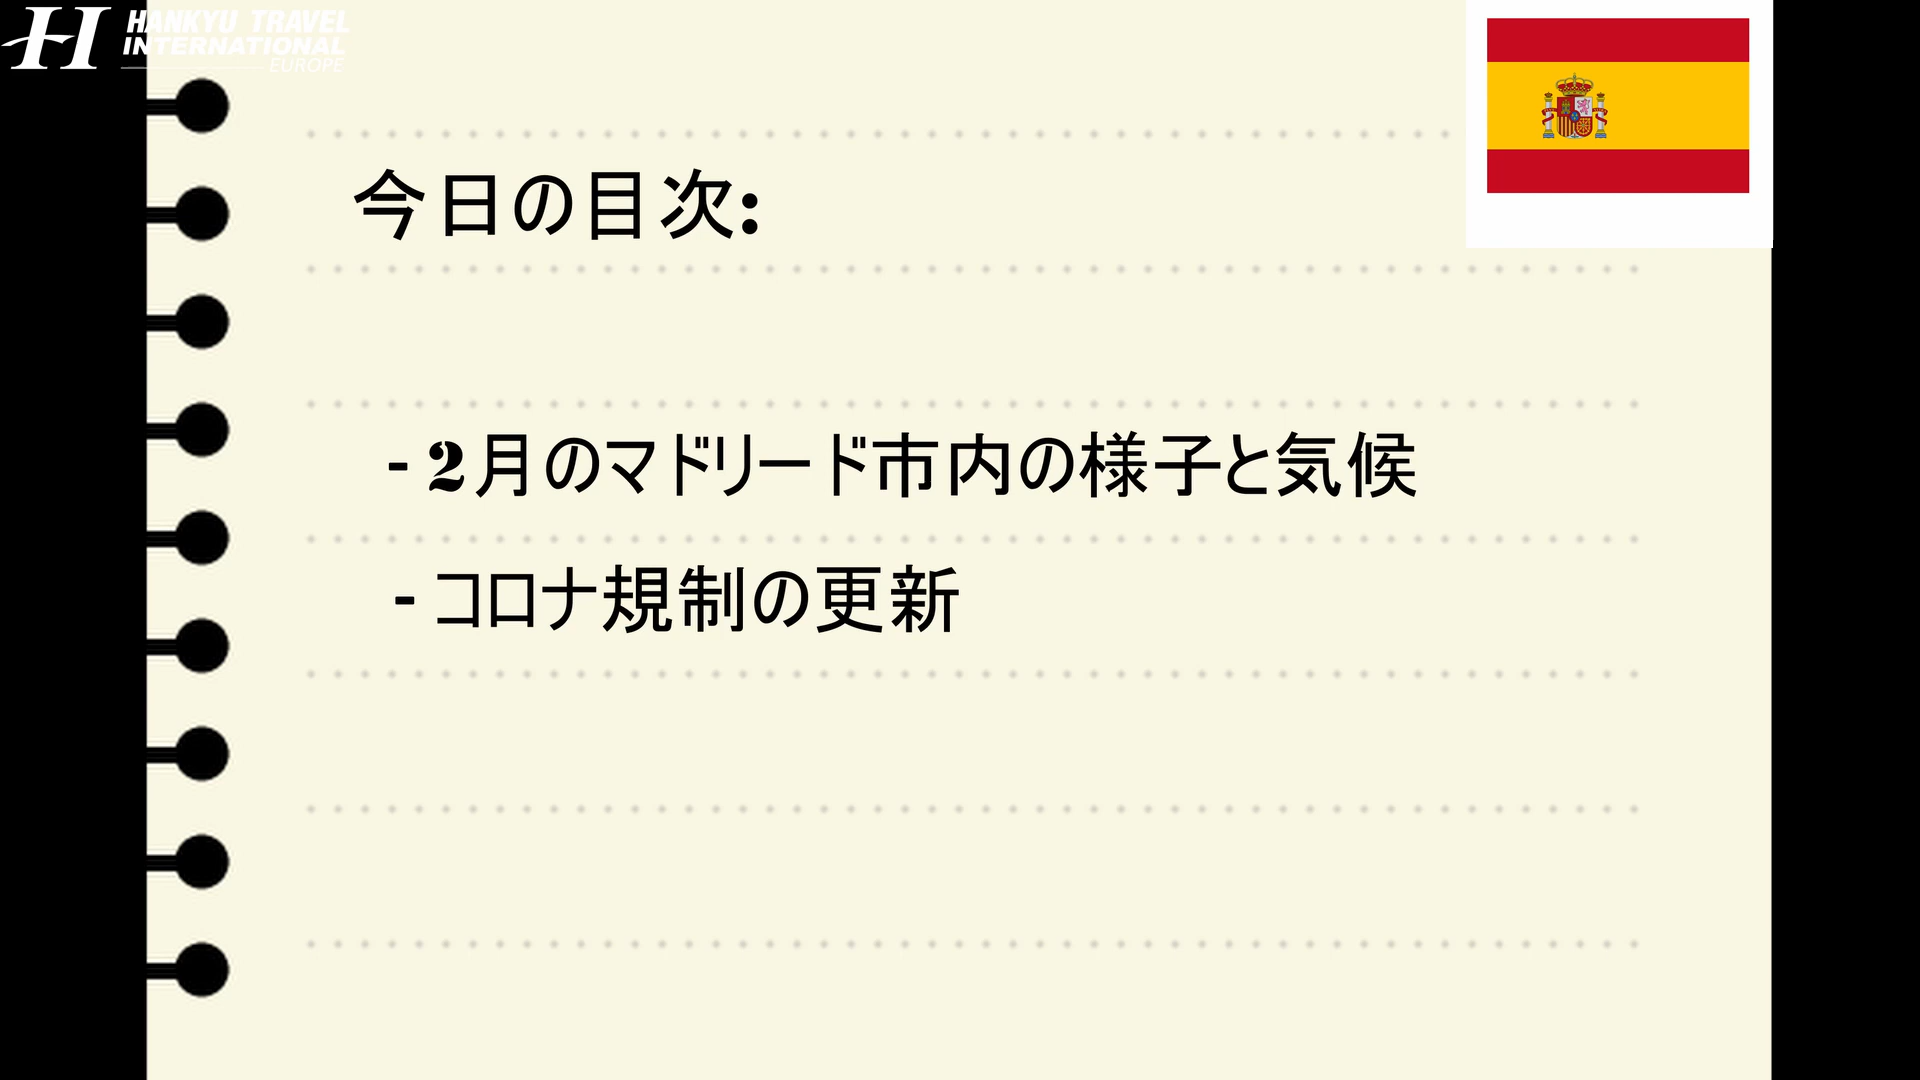 HANKYU TRAVEL
INTERNATIONAL
EUROPE
今日の目次:
- 2月のマドリード市内の様子と気候
- コロナ規制の更新